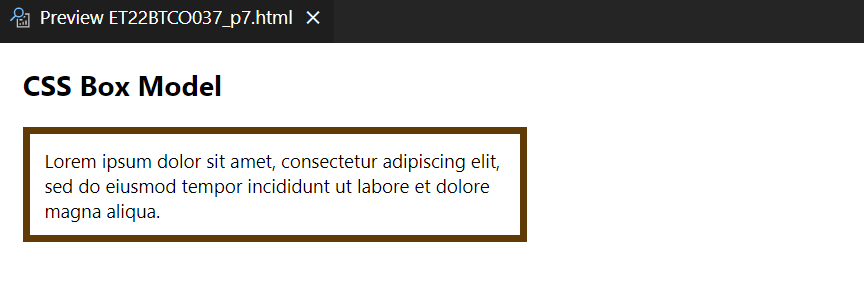 Preview ET22BTCO037_p7.html
CSS Box Model
Lorem ipsum dolor sit amet, consectetur adipiscing elit,
sed do eiusmod tempor incididunt ut labore et dolore
magna aliqua.